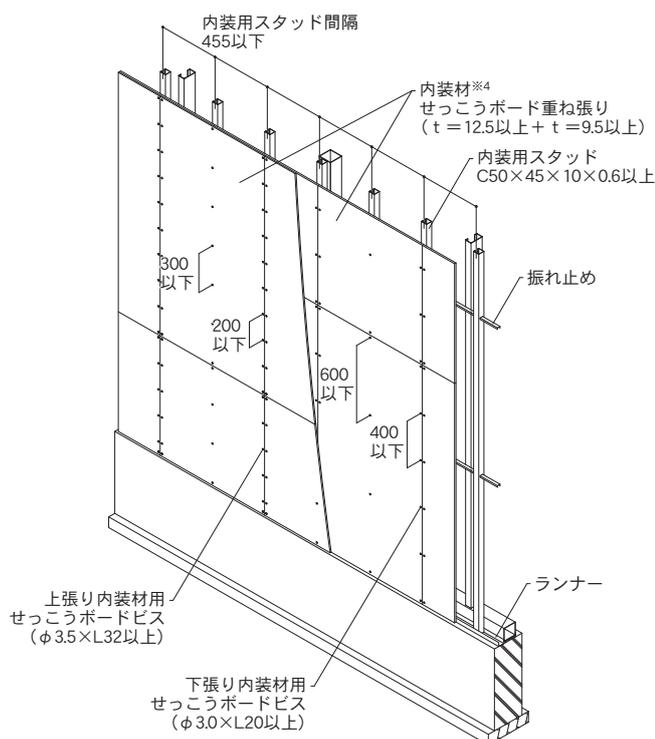 内装用スタッド間隔
455以下
内装材※4
せっこうボード重ね張り
（ｔ＝12.5以上＋ｔ＝9.5以上）
内装用スタッド
C50×45×10×0.6以上
振れ止め
300
以下
200
以下
600
以下
400
以下
ランナー
上張り内装材用
せっこうボードビス
（φ3.5×L32以上）
下張り内装材用
せっこうボードビス
（φ3.0×L20以上）